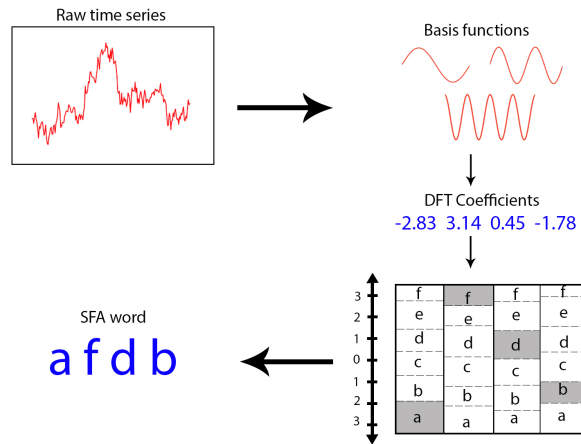 Raw time series
Basis functions
DFT Coefficients
-2.83 3.14 0.45 -1.78
3 f f f f
2 e e e e
1 d d d d
0 c c c c
1 b b b b
2
3 a a a a
SFA word
a f d b